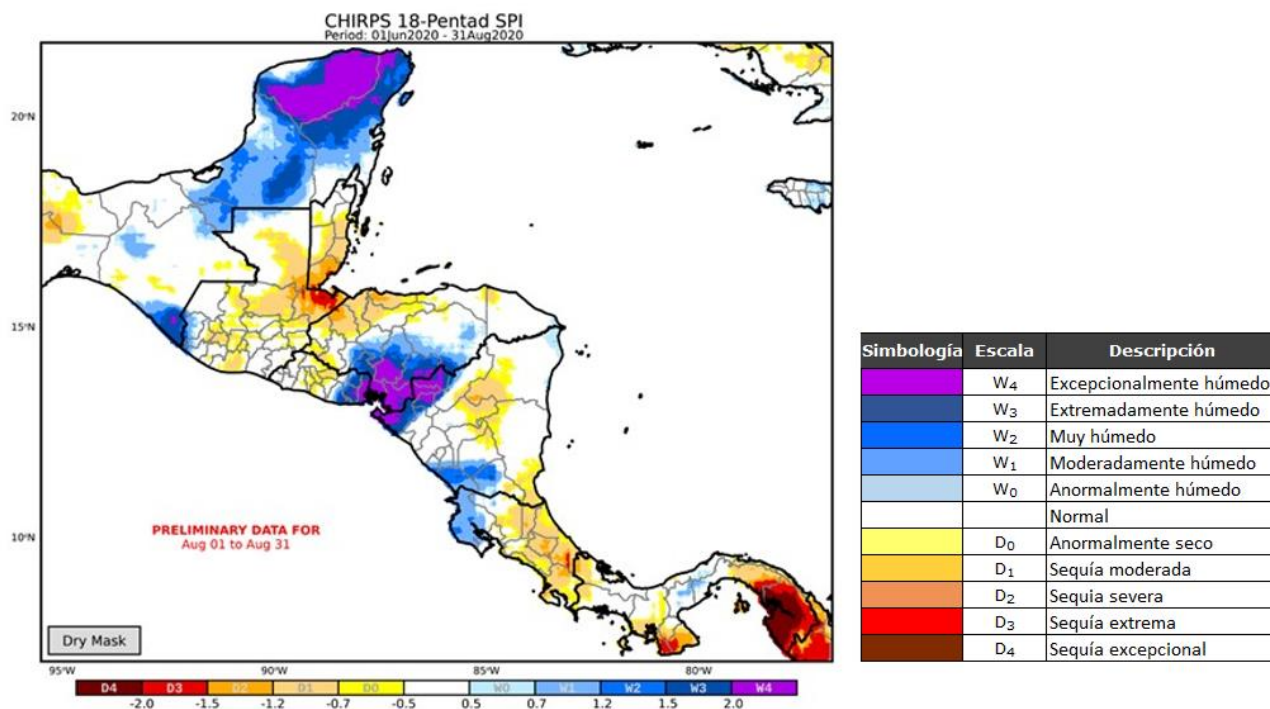 CHIRPS 18-Pentad SPI
Period: 01Jun2020 - 31Aug2020
20°N
15°N
10°N
PRELIMINARY DATA FOR
Aug 01 to Aug 31
Dry Mask
95°W 90°W 85°W 80°W
D4 D3 D2 D1 D0 W0 W1 W2 W3 W4
-2.0 -1.5 -1.2 -0.7 -0.5 0.5 0.7 1.2 1.5 2.0
Simbología Escala Descripción
W4 Excepcionalmente húmedo
W3 Extremadamente húmedo
W2 Muy húmedo
W1 Moderadamente húmedo
W0 Anormalmente húmedo
Normal
D0 Anormalmente seco
D1 Sequía moderada
D2 Sequia severa
D3 Sequía extrema
D4 Sequía excepcional